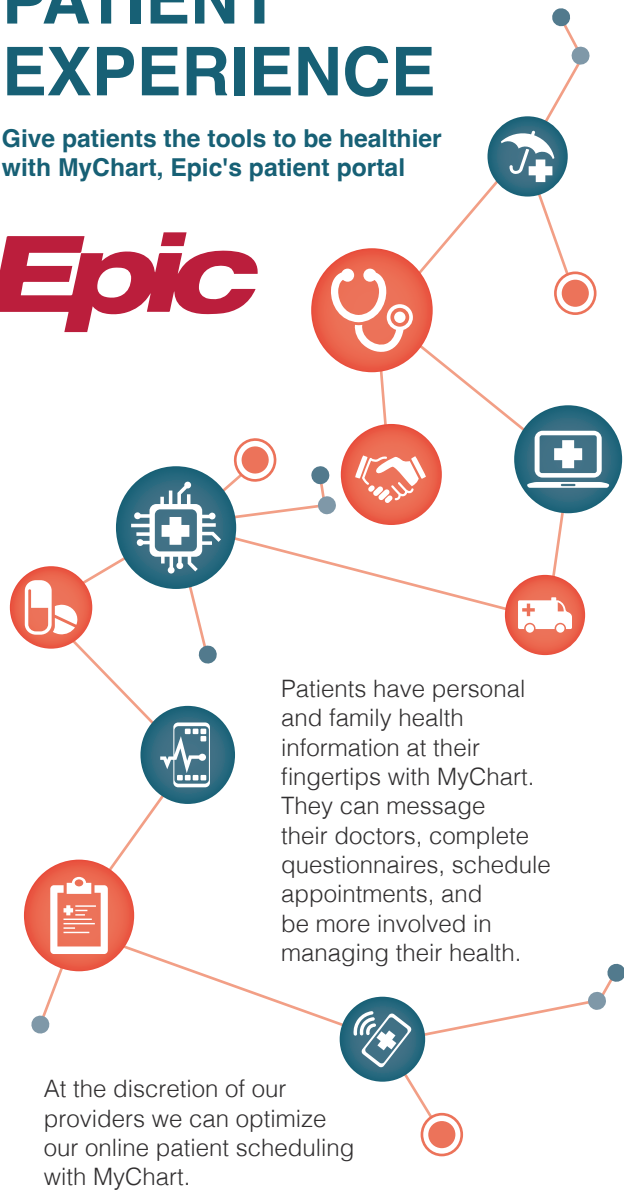 PATIENT
EXPERIENCE
Give patients the tools to be healthier
with MyChart, Epic's patient portal
Epic
Patients have personal
and family health
information at their
fingertips with MyChart.
They can message
their doctors, complete
questionnaires, schedule
appointments, and
be more involved in
managing their health.
At the discretion of our
providers we can optimize
our online patient scheduling
with MyChart.